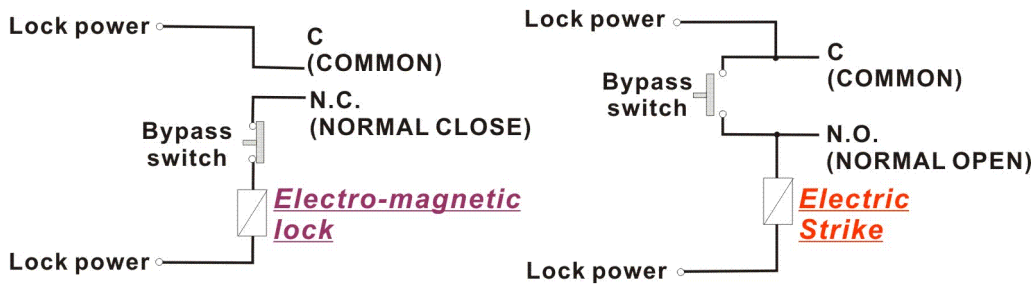 Lock power
C
(COMMON)
N.C.
(NORMAL CLOSE)
Bypass
switch
Electro-magnetic
lock
Lock power
Lock power
C
(COMMON)
Bypass
switch
N.O.
(NORMAL OPEN)
Electric
Strike
Lock power